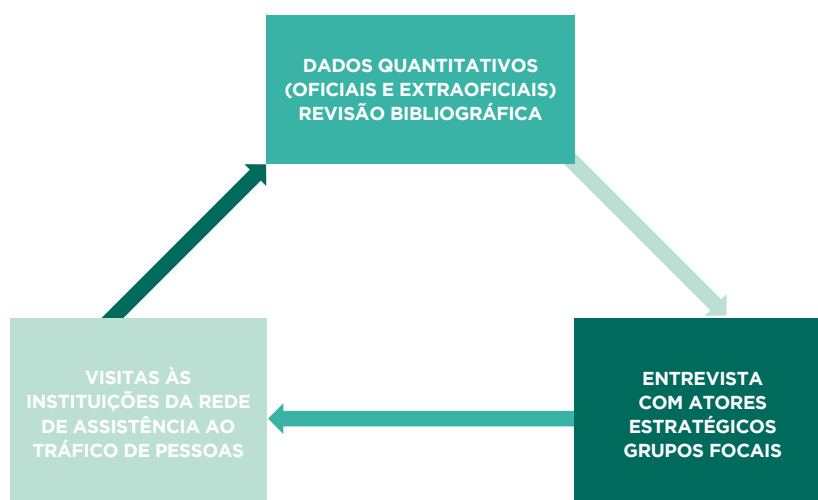 DADOS QUANTITATIVOS
(OFICIAIS E EXTRAOFICIAIS)
REVISÃO BIBLIOGRÁFICA
VISITAS ÀS
INSTITUIÇÕES DA REDE
DE ASSISTÊNCIA AO
TRÁFICO DE PESSOAS
ENTREVISTA
COM ATORES
ESTRATÉGICOS
GRUPOS FOCAIS